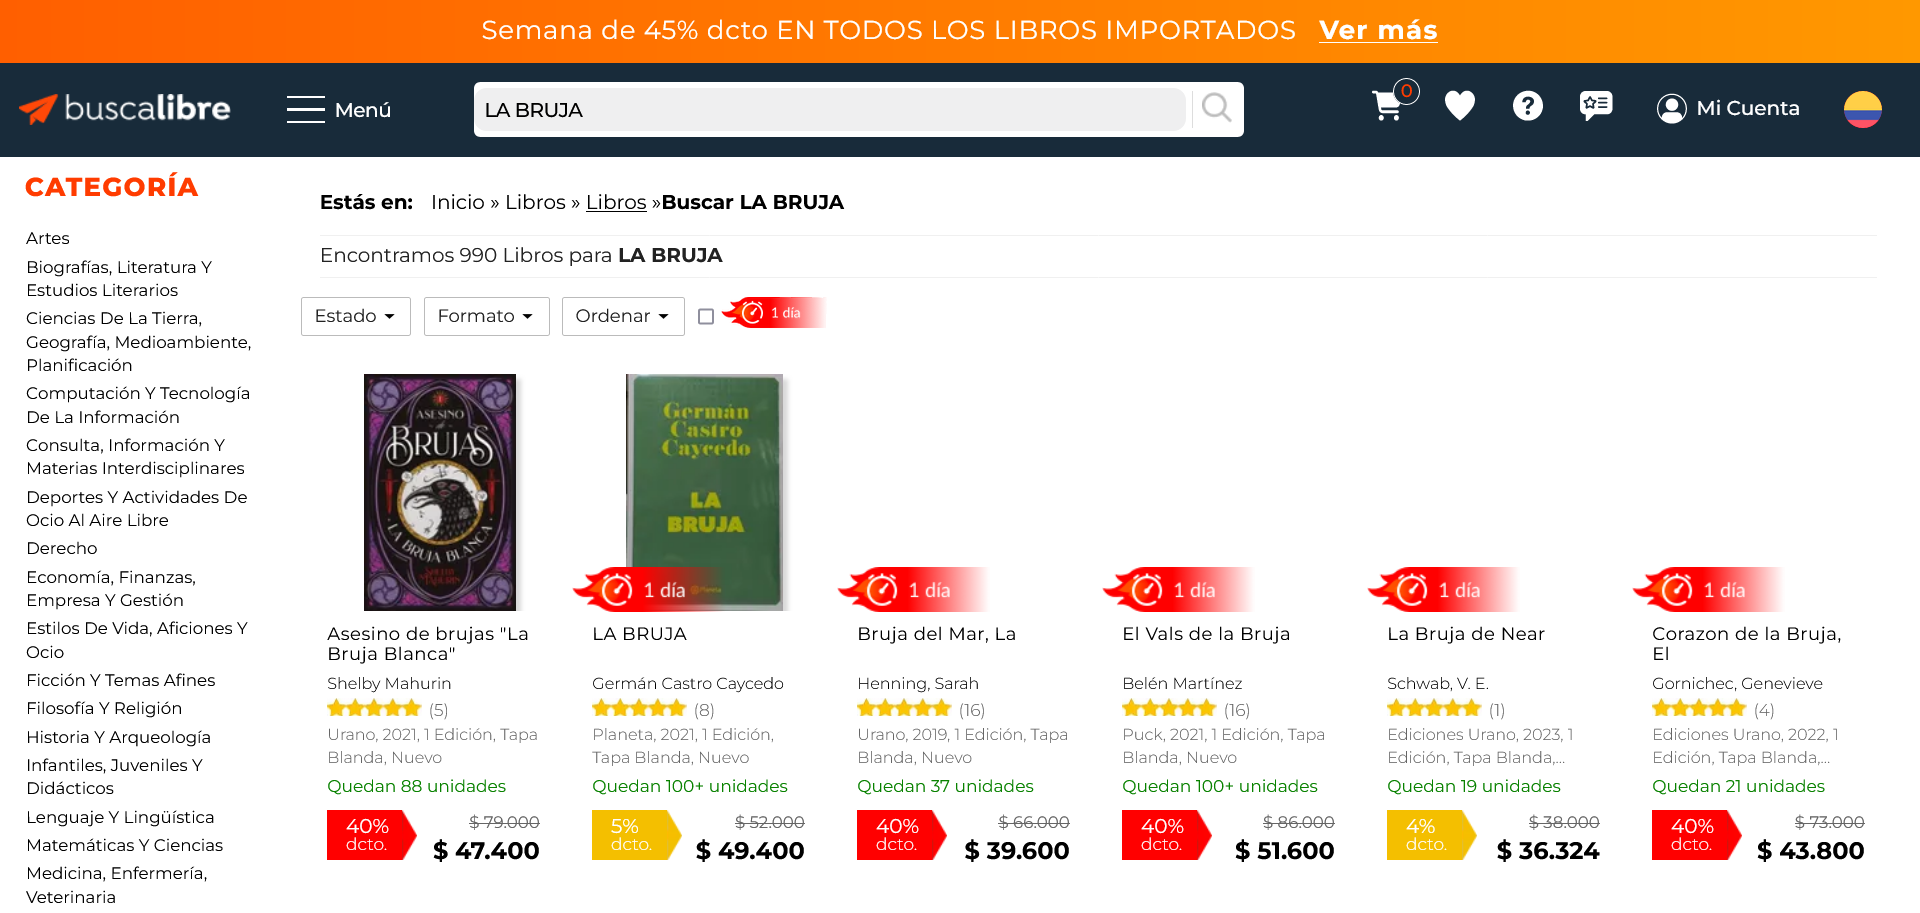 Semana de 45% dcto EN TODOS LOS LIBROS IMPORTADOS Ver más
buscalibre
Menú
LA BRUJA
0
Mi Cuenta
CATEGORÍA
Artes
Biografías, Literatura Y
Estudios Literarios
Ciencias De La Tierra,
Geografía, Medioambiente,
Planificación
Computación Y Tecnología
De La Información
Consulta, Información Y
Materias Interdisciplinares
Deportes Y Actividades De
Ocio Al Aire Libre
Derecho
Economía, Finanzas,
Empresa Y Gestión
Estilos De Vida, Aficiones Y
Ocio
Ficción Y Temas Afines
Filosofía Y Religión
Historia Y Arqueología
Infantiles, Juveniles Y
Didácticos
Lenguaje Y Lingüística
Matemáticas Y Ciencias
Medicina, Enfermería,
Veterinaria
Estás en: Inicio » Libros » Libros »Buscar LA BRUJA
Encontramos 990 Libros para LA BRUJA
Estado
Formato
Ordenar
1 día
ASESINO
de
BRUJAS
LA BRUJA BLANCA
SHELBY
MAHURIN
Asesino de brujas "La
Bruja Blanca"
Shelby Mahurin
(5)
Urano, 2021, 1 Edición, Tapa
Blanda, Nuevo
Quedan 88 unidades
40%
dcto.
$ 79.000
$ 47.400
Germán
Castro
Caycedo
LA
BRUJA
Planeta
1 día
LA BRUJA
Germán Castro Caycedo
(8)
Planeta, 2021, 1 Edición,
Tapa Blanda, Nuevo
Quedan 100+ unidades
5%
dcto.
$ 52.000
$ 49.400
1 día
Bruja del Mar, La
Henning, Sarah
(16)
Urano, 2019, 1 Edición, Tapa
Blanda, Nuevo
Quedan 37 unidades
40%
dcto.
$ 66.000
$ 39.600
1 día
El Vals de la Bruja
Belén Martínez
(16)
Puck, 2021, 1 Edición, Tapa
Blanda, Nuevo
Quedan 100+ unidades
40%
dcto.
$ 86.000
$ 51.600
1 día
La Bruja de Near
Schwab, V. E.
(1)
Ediciones Urano, 2023, 1
Edición, Tapa Blanda,...
Quedan 19 unidades
4%
dcto.
$ 38.000
$ 36.324
1 día
Corazon de la Bruja,
El
Gornichec, Genevieve
(4)
Ediciones Urano, 2022, 1
Edición, Tapa Blanda,...
Quedan 21 unidades
40%
dcto.
$ 73.000
$ 43.800